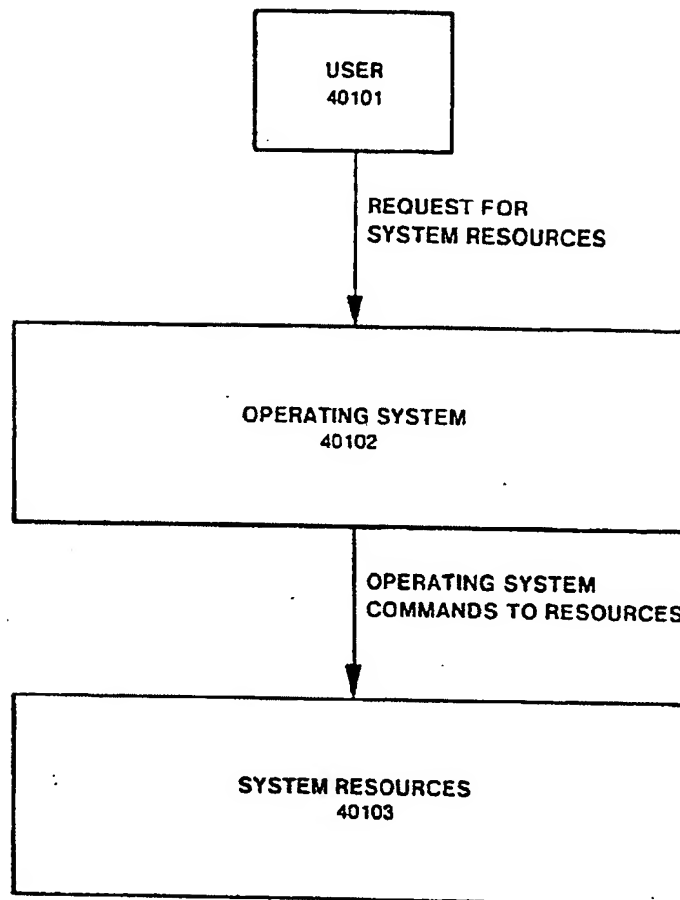 USER
40101
REQUEST FOR
SYSTEM RESOURCES
OPERATING SYSTEM
40102
OPERATING SYSTEM
COMMANDS TO RESOURCES
SYSTEM RESOURCES
40103